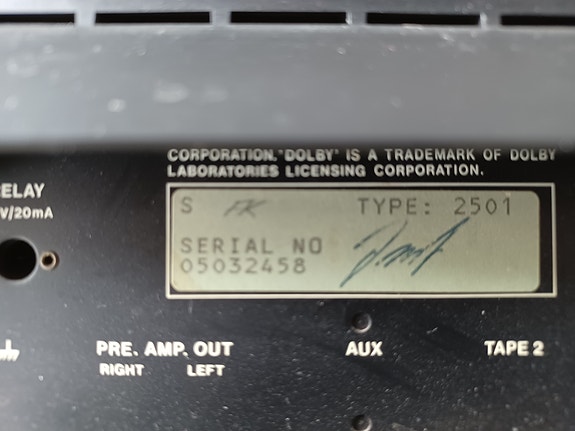 CORPORATION. "DOLBY" IS A TRADEMARK OF DOLBY
LABORATORIES LICENSING CORPORATION.
ELAY
V/20mA
S FK TYPE: 2501
SERIAL NO
05032458
PRE. AMP. OUT
RIGHT LEFT
AUX
TAPE 2